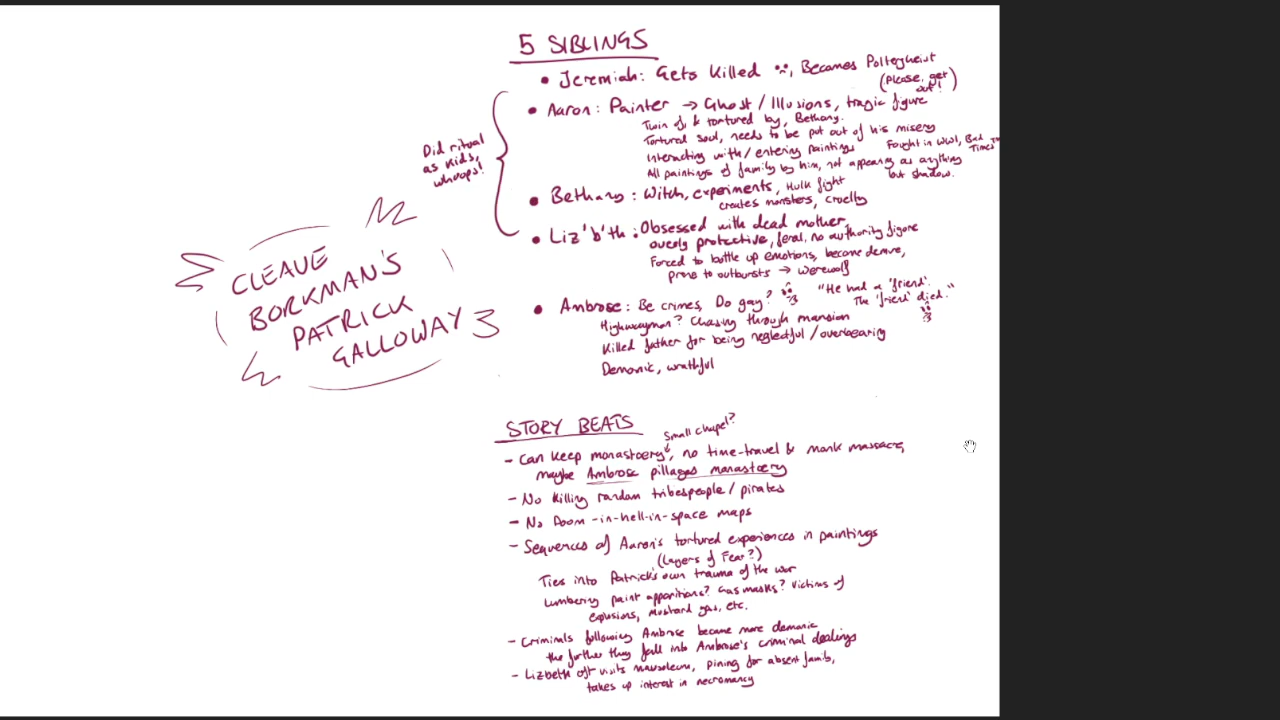 5 SIBLINGS
• Jeremiah: Gets Killed :(, Becomes Poltergheist
(Please, get
out!)
• Aaron: Painter → Ghost / Illusions, tragic figure
Twin of, & tortured by, Bethany.
Tortured soul, needs to be put out of his misery
Interacting with / entering paintings
Fought in WW1, Bad
Times™
All paintings of family by him, not appearing as anything
but shadow.
Did ritual
as kids,
whoops!
• Bethany: Witch, experiments, Hulk fight
creates monsters, cruelty
• Liz'b'th: Obsessed with dead mother,
overly protective, feral, no authority figure
Forced to bottle up emotions, become demure,
prone to outbursts → Werewolf
• Ambrose: Be crimes, Do gay?
"He had a 'friend'.
The 'friend' died."
Highwayman? Chasing through mansion
Killed father for being neglectful / overbearing
Demonic, wrathful
CLEAVE
BORKMAN'S
PATRICK
GALLOWAY 3
STORY BEATS
Small chapel?
- Can keep monastoery, no time-travel & monk massacre,
maybe Ambrose pillages monastoery
- No killing random tribespeople / pirates
- No Doom-in-hell-in-space maps
- Sequences of Aaron's tortured experiences in paintings
(Layers of Fear?)
Ties into Patrick's own trauma of the war
Lumbering paint apparitions? Gas masks? Victims of
explosions, mustard gas, etc.
- Criminals following Ambrose become more demonic
the further they fall into Ambrose's criminal dealings
- Lizbeth oft visits mausoleum, pining for absent family,
takes up interest in necromancy